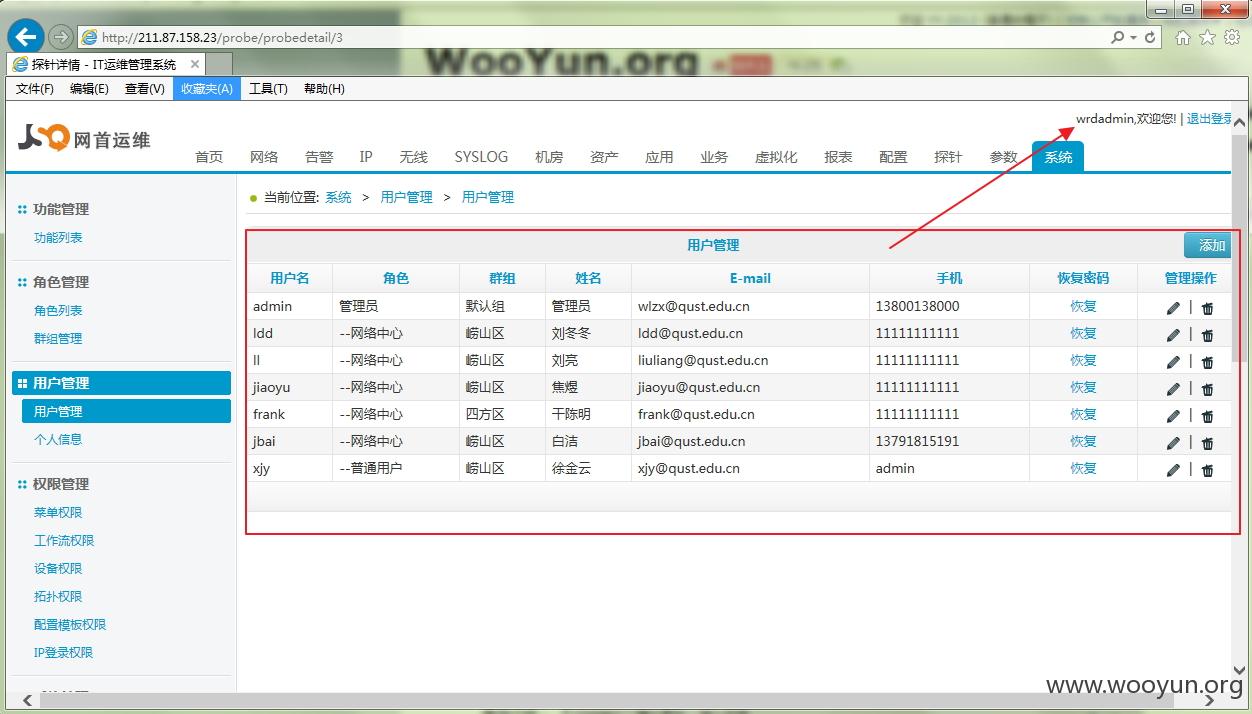 WooYun.org
http://211.87.158.23/probe/probedetail/3
探针详情 - IT运维管理系统
文件(F) 编辑(E) 查看(V) 收藏夹(A) 工具(T) 帮助(H)
wrdadmin,欢迎您! | 退出登录
网首运维
首页 网络 告警 IP 无线 SYSLOG 机房 资产 应用 业务 虚拟化 报表 配置 探针 参数 系统
当前位置: 系统 > 用户管理 > 用户管理
功能管理
功能列表
角色管理
角色列表
群组管理
用户管理
用户管理
个人信息
权限管理
菜单权限
工作流权限
设备权限
拓扑权限
配置模板权限
IP登录权限
用户管理 添加
用户名 角色 群组 姓名 E-mail 手机 恢复密码 管理操作
admin 管理员 默认组 管理员 wlzx@qust.edu.cn 13800138000 恢复 |
ldd --网络中心 崂山区 刘冬冬 ldd@qust.edu.cn 11111111111 恢复 |
ll --网络中心 崂山区 刘亮 liuliang@qust.edu.cn 11111111111 恢复 |
jiaoyu --网络中心 崂山区 焦煜 jiaoyu@qust.edu.cn 11111111111 恢复 |
frank --网络中心 四方区 干陈明 frank@qust.edu.cn 11111111111 恢复 |
jbai --网络中心 崂山区 白洁 jbai@qust.edu.cn 13791815191 恢复 |
xjy --普通用户 崂山区 徐金云 xjy@qust.edu.cn admin 恢复 |
www.wooyun.org